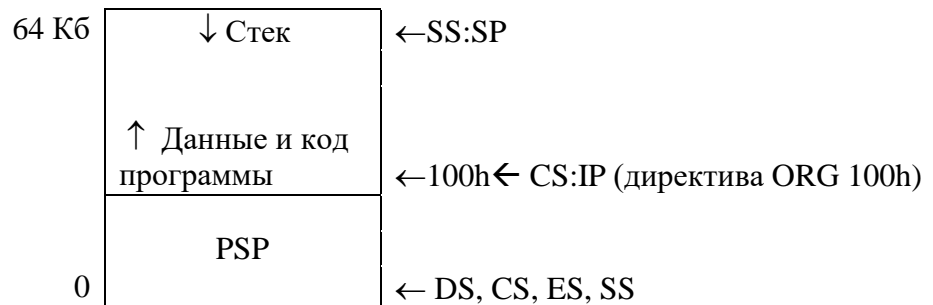 64 Кб ↓ Стек ←SS:SP
↑ Данные и код
программы ←100h← CS:IP (директива ORG 100h)
PSP
0 ← DS, CS, ES, SS